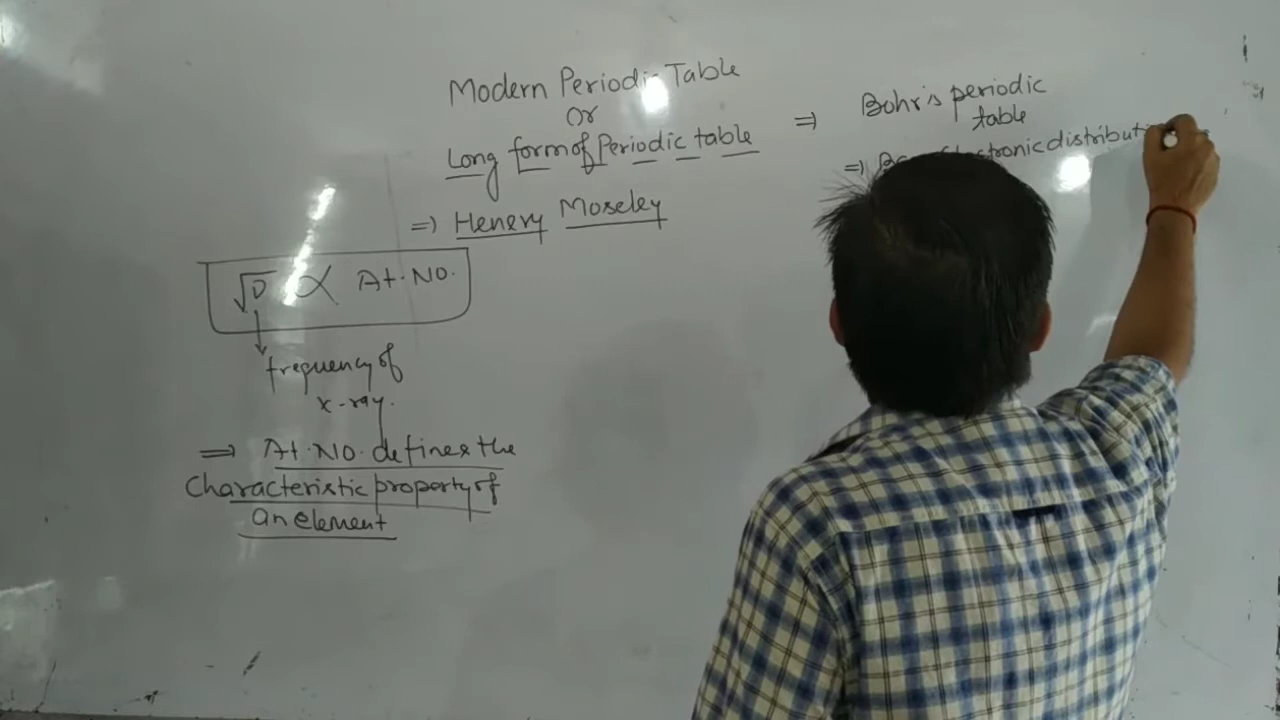 Modern Periodic Table
or
Long form of Periodic table
⇒ Bohr's periodic
table
⇒ Electronic distribution
⇒ Henery Moseley
√υ ∝ At. No.
frequency of
x-ray.
⇒ At. No. defines the
characteristic property of
an element